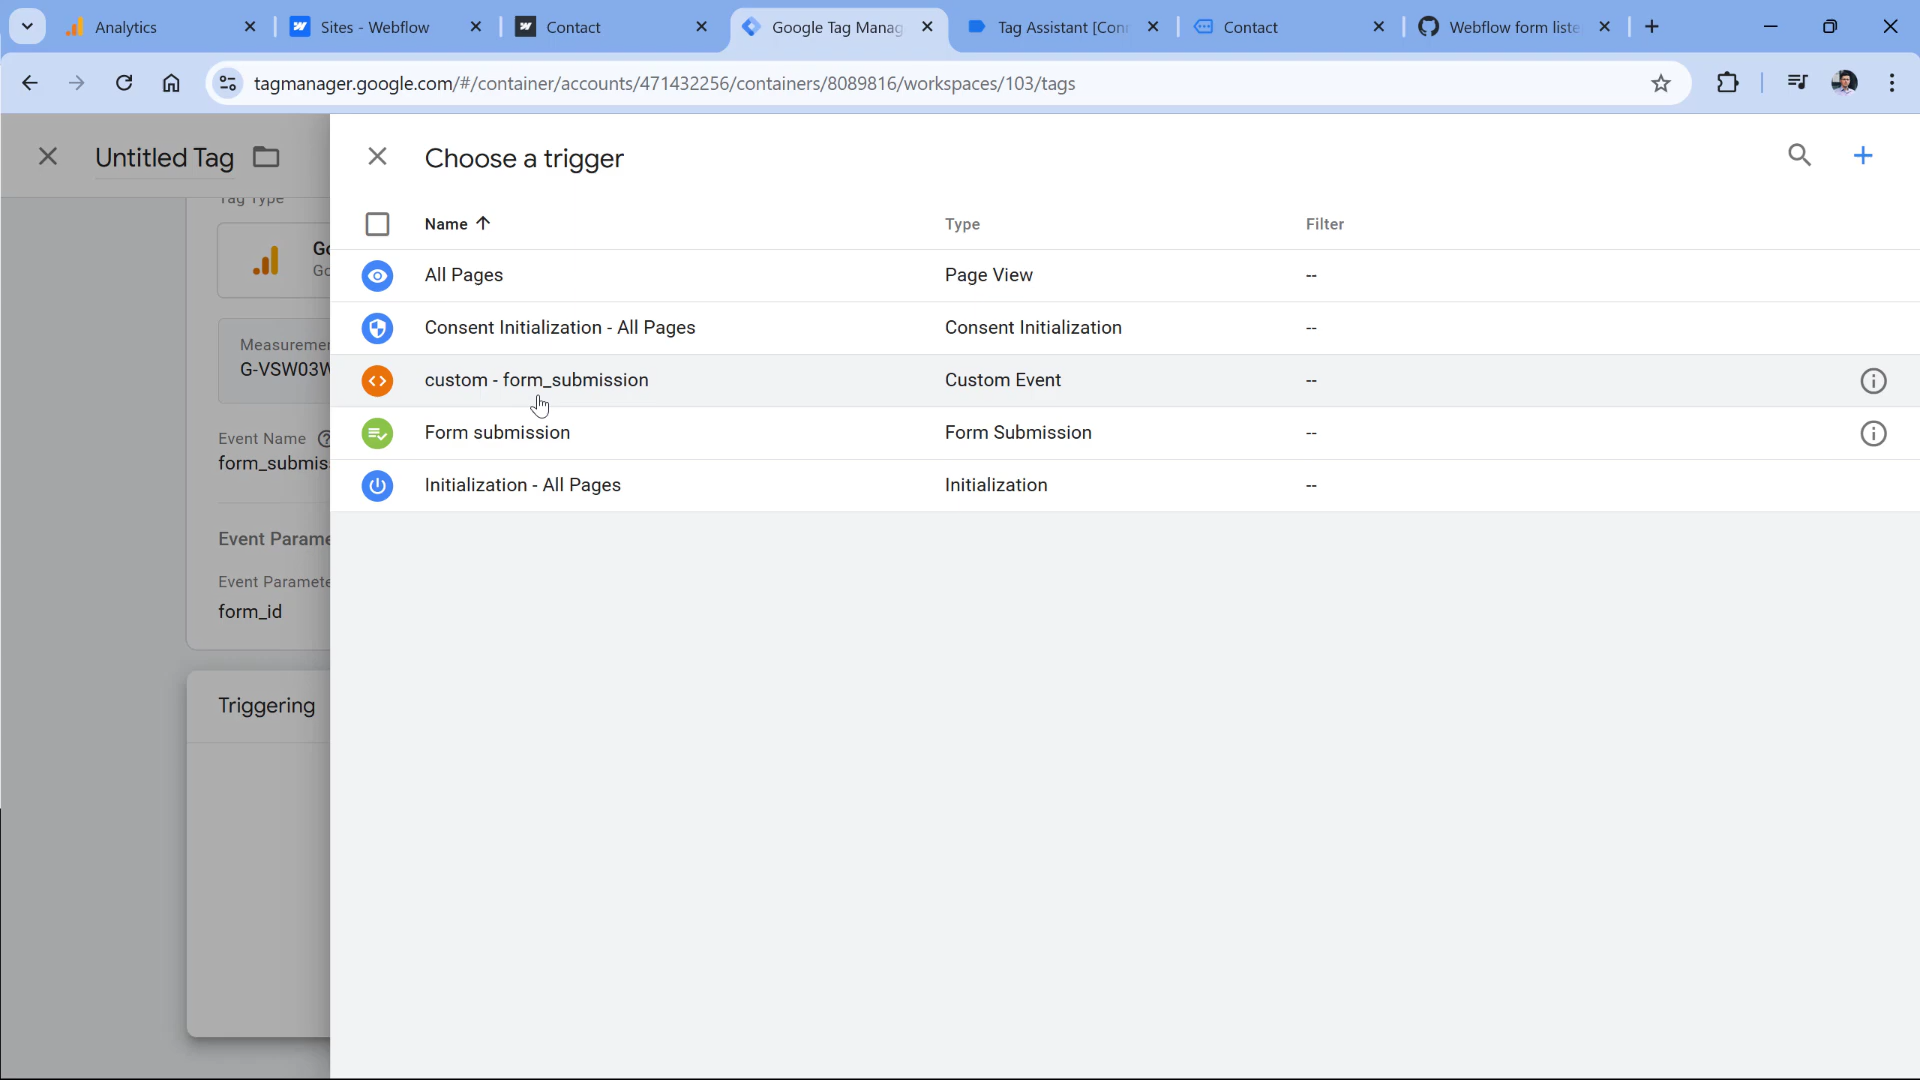 Analytics
Sites - Webflow
Contact
Google Tag Manag
Tag Assistant [Con
Contact
Webflow form liste
tagmanager.google.com/#/container/accounts/471432256/containers/8089816/workspaces/103/tags
Untitled Tag
Choose a trigger
Tag Type
Name
Type
Filter
Go
Go
All Pages
Page View
--
Consent Initialization - All Pages
Consent Initialization
--
Measuremen
G-VSW03W
custom - form_submission
Custom Event
--
Event Name
form_submis
Form submission
Form Submission
--
Initialization - All Pages
Initialization
--
Event Parame
Event Paramete
form_id
Triggering